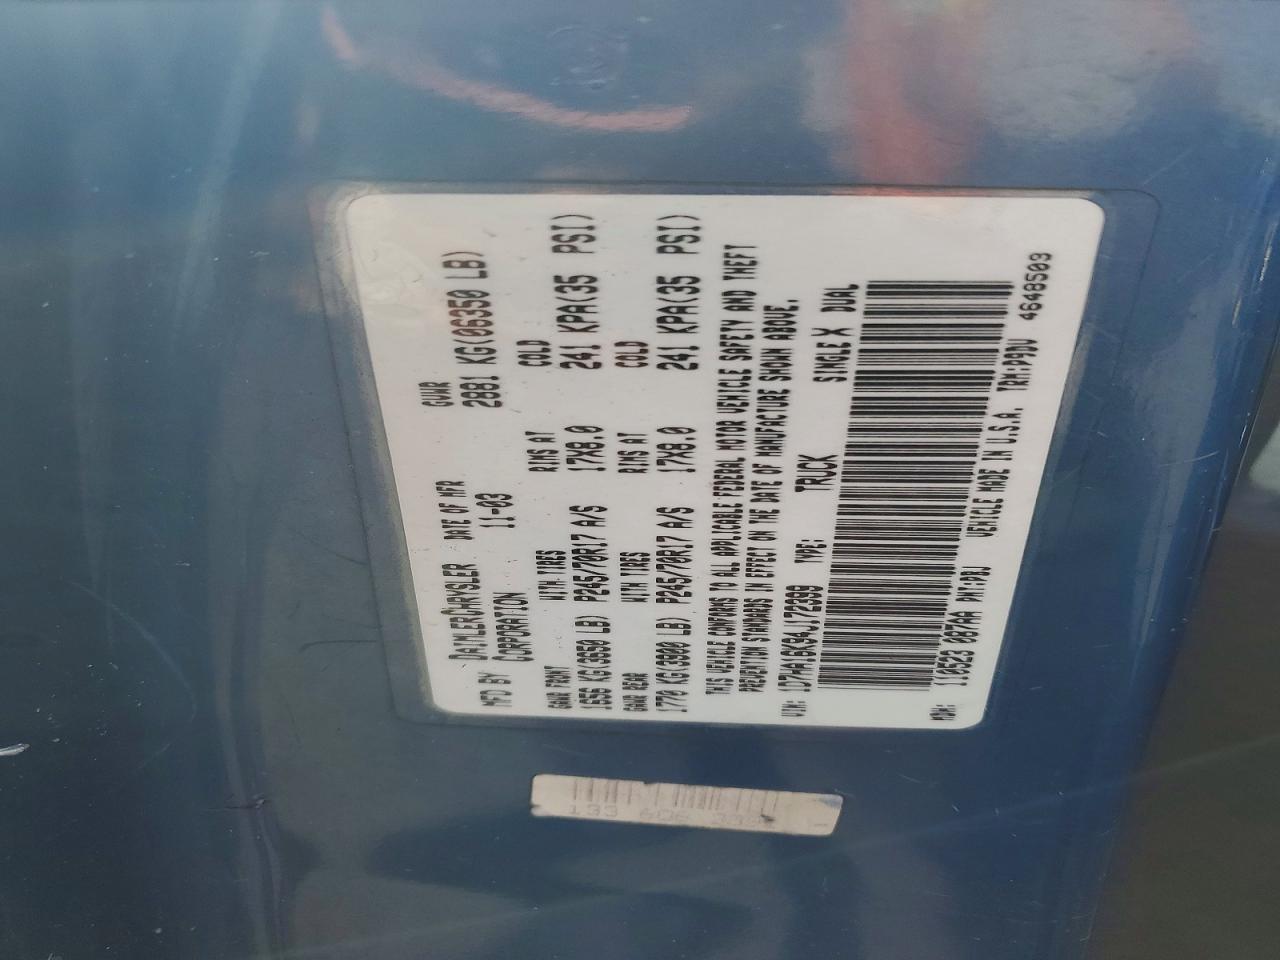 MFD BY DAIMLERCHRYSLER CORPORATION DATE OF MFR 11-03 GVWR 2881 KG(06350 LB)
GAWR FRONT WITH TIRES RIMS AT COLD
1656 KG(3650 LB) P245/70R17 A/S 17X8.0 241 KPA(35 PSI)
GAWR REAR WITH TIRES RIMS AT COLD
1770 KG(3900 LB) P245/70R17 A/S 17X8.0 241 KPA(35 PSI)
THIS VEHICLE CONFORMS TO ALL APPLICABLE FEDERAL MOTOR VEHICLE SAFETY AND THEFT
PREVENTION STANDARDS IN EFFECT ON THE DATE OF MANUFACTURE SHOWN ABOVE.
VIN: 1D7HA16K94J172399 TYPE: TRUCK SINGLE X DUAL
MDH: 110523 087AA PNT:PBJ VEHICLE MADE IN U.S.A. TRM:P9DV 4648503